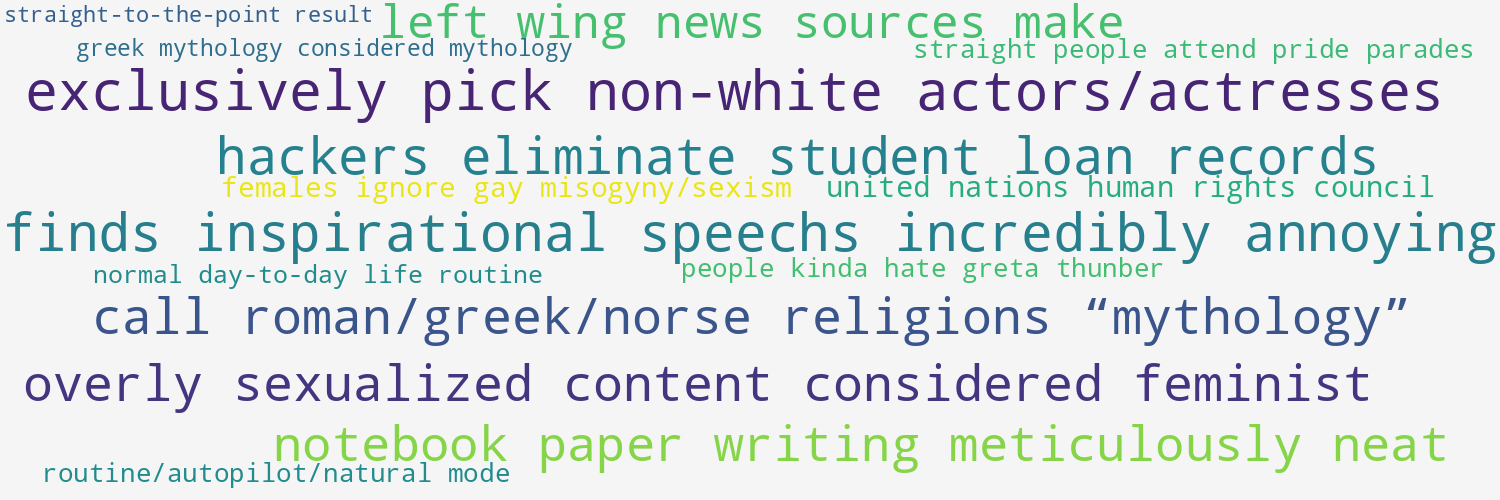 straight-to-the-point result
left wing news sources make
greek mythology considered mythology
straight people attend pride parades
exclusively pick non-white actors/actresses
hackers eliminate student loan records
females ignore gay misogyny/sexism
united nations human rights council
finds inspirational speechs incredibly annoying
normal day-to-day life routine
people kinda hate greta thunber
call roman/greek/norse religions “mythology”
overly sexualized content considered feminist
notebook paper writing meticulously neat
routine/autopilot/natural mode